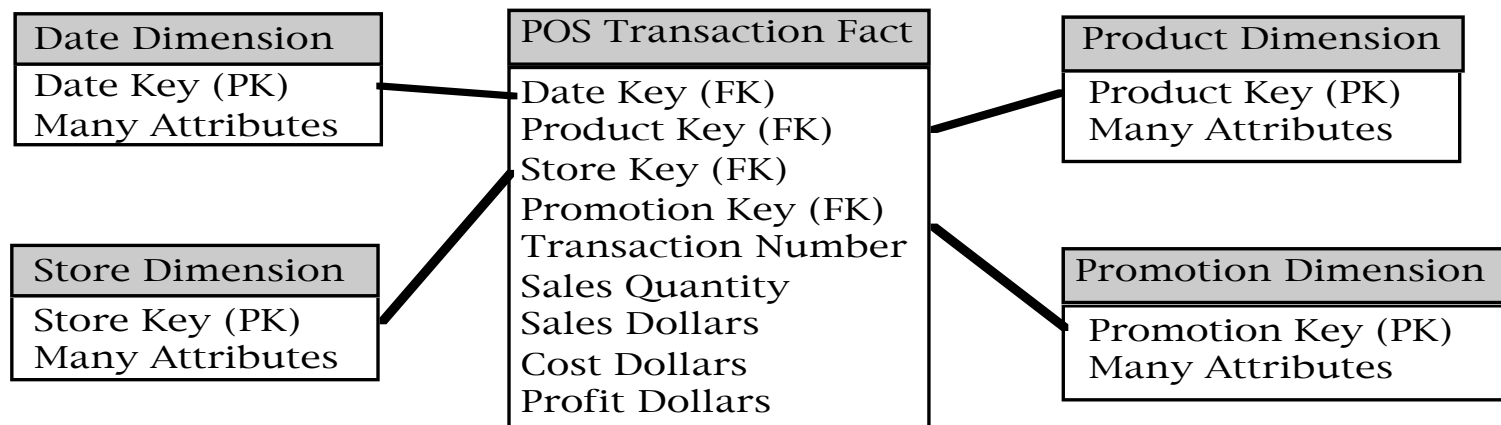 Date Dimension
Date Key (PK)
Many Attributes
Store Dimension
Store Key (PK)
Many Attributes
POS Transaction Fact
Date Key (FK)
Product Key (FK)
Store Key (FK)
Promotion Key (FK)
Transaction Number
Sales Quantity
Sales Dollars
Cost Dollars
Profit Dollars
Product Dimension
Product Key (PK)
Many Attributes
Promotion Dimension
Promotion Key (PK)
Many Attributes